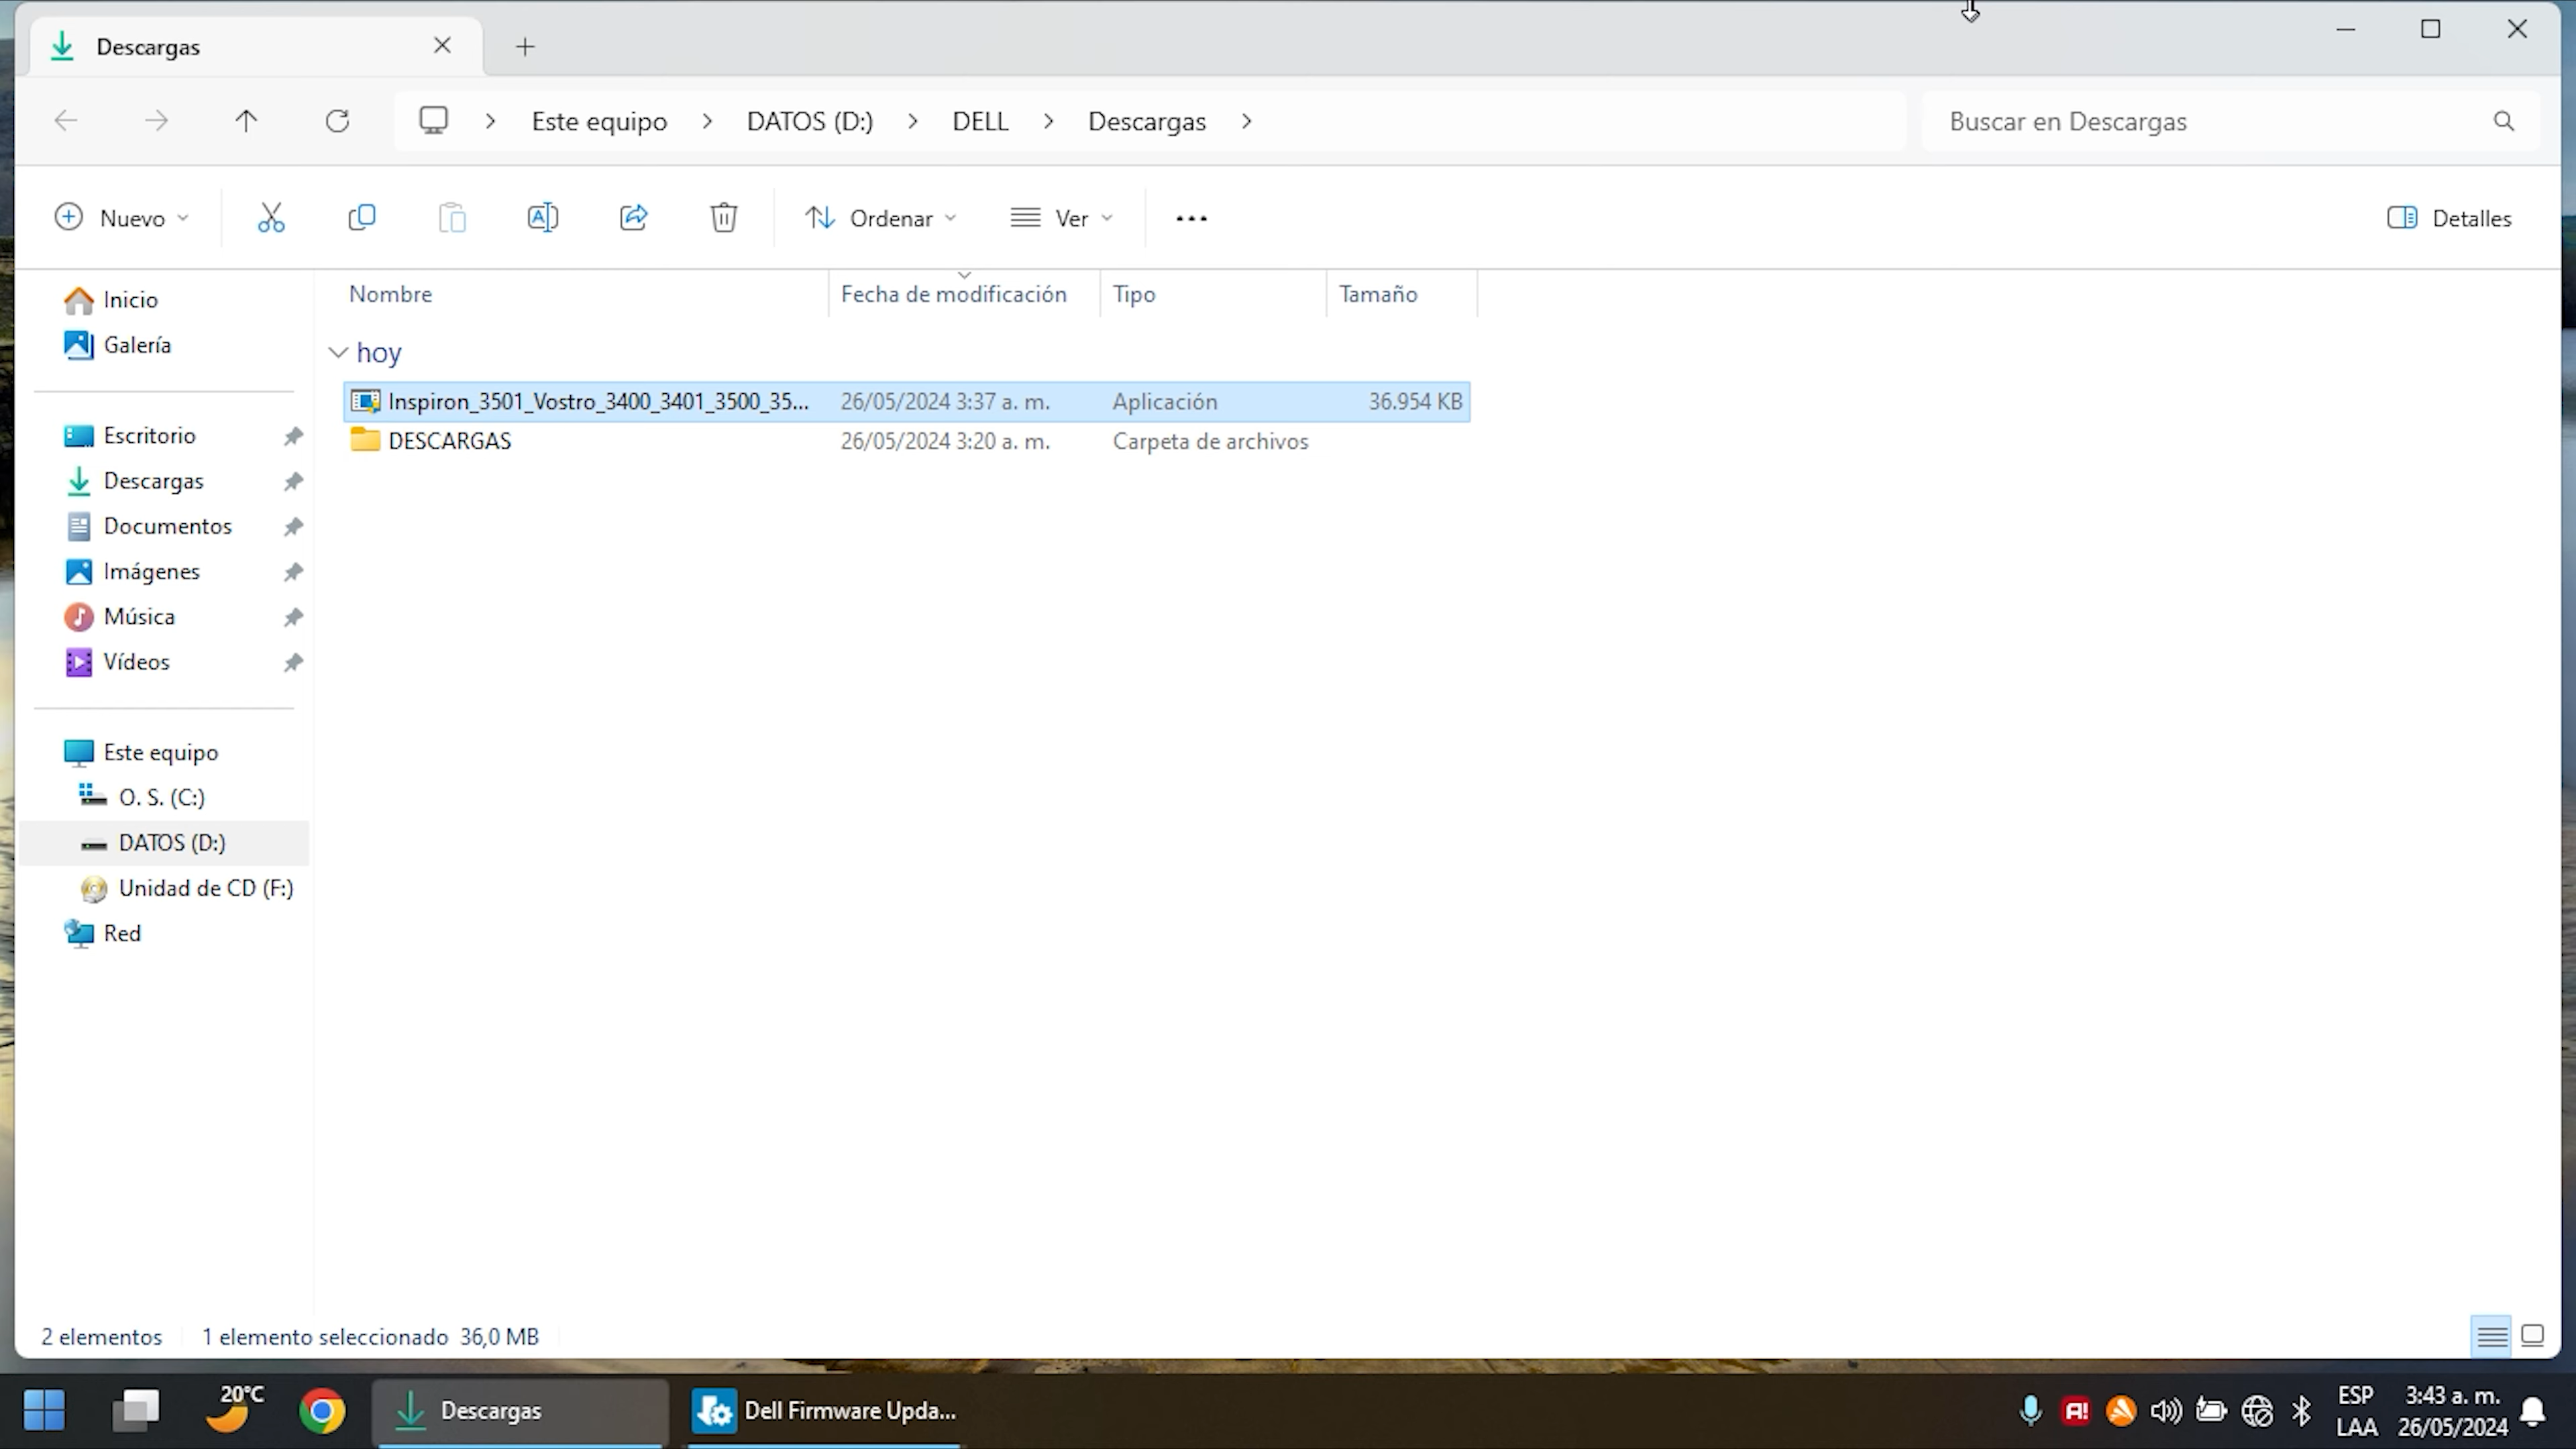 Descargas
Este equipo
DATOS (D:)
DELL
Descargas
Buscar en Descargas
Nuevo
Ordenar
Ver
Detalles
Nombre
Fecha de modificación
Tipo
Tamaño
hoy
Inspiron_3501_Vostro_3400_3401_3500_35... 26/05/2024 3:37 a. m. Aplicación 36.954 KB
DESCARGAS 26/05/2024 3:20 a. m. Carpeta de archivos
Inicio
Galería
Escritorio
Descargas
Documentos
Imágenes
Música
Vídeos
Este equipo
O. S. (C:)
DATOS (D:)
Unidad de CD (F:)
Red
2 elementos
1 elemento seleccionado 36,0 MB
20°C
Descargas
Dell Firmware Upda...
A!
ESP
LAA
3:43 a. m.
26/05/2024